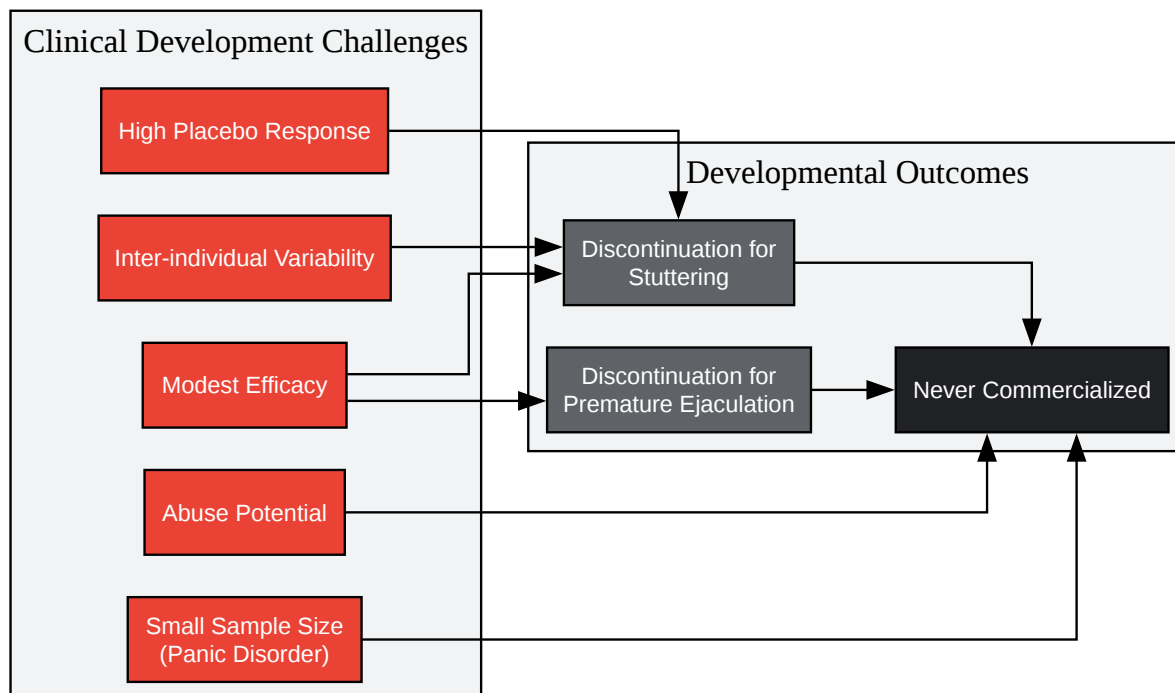 Clinical Development Challenges
High Placebo Response
Inter-individual Variability
Modest Efficacy
Abuse Potential
Small Sample Size
(Panic Disorder)
Developmental Outcomes
Discontinuation for
Stuttering
Discontinuation for
Premature Ejaculation
Never Commercialized